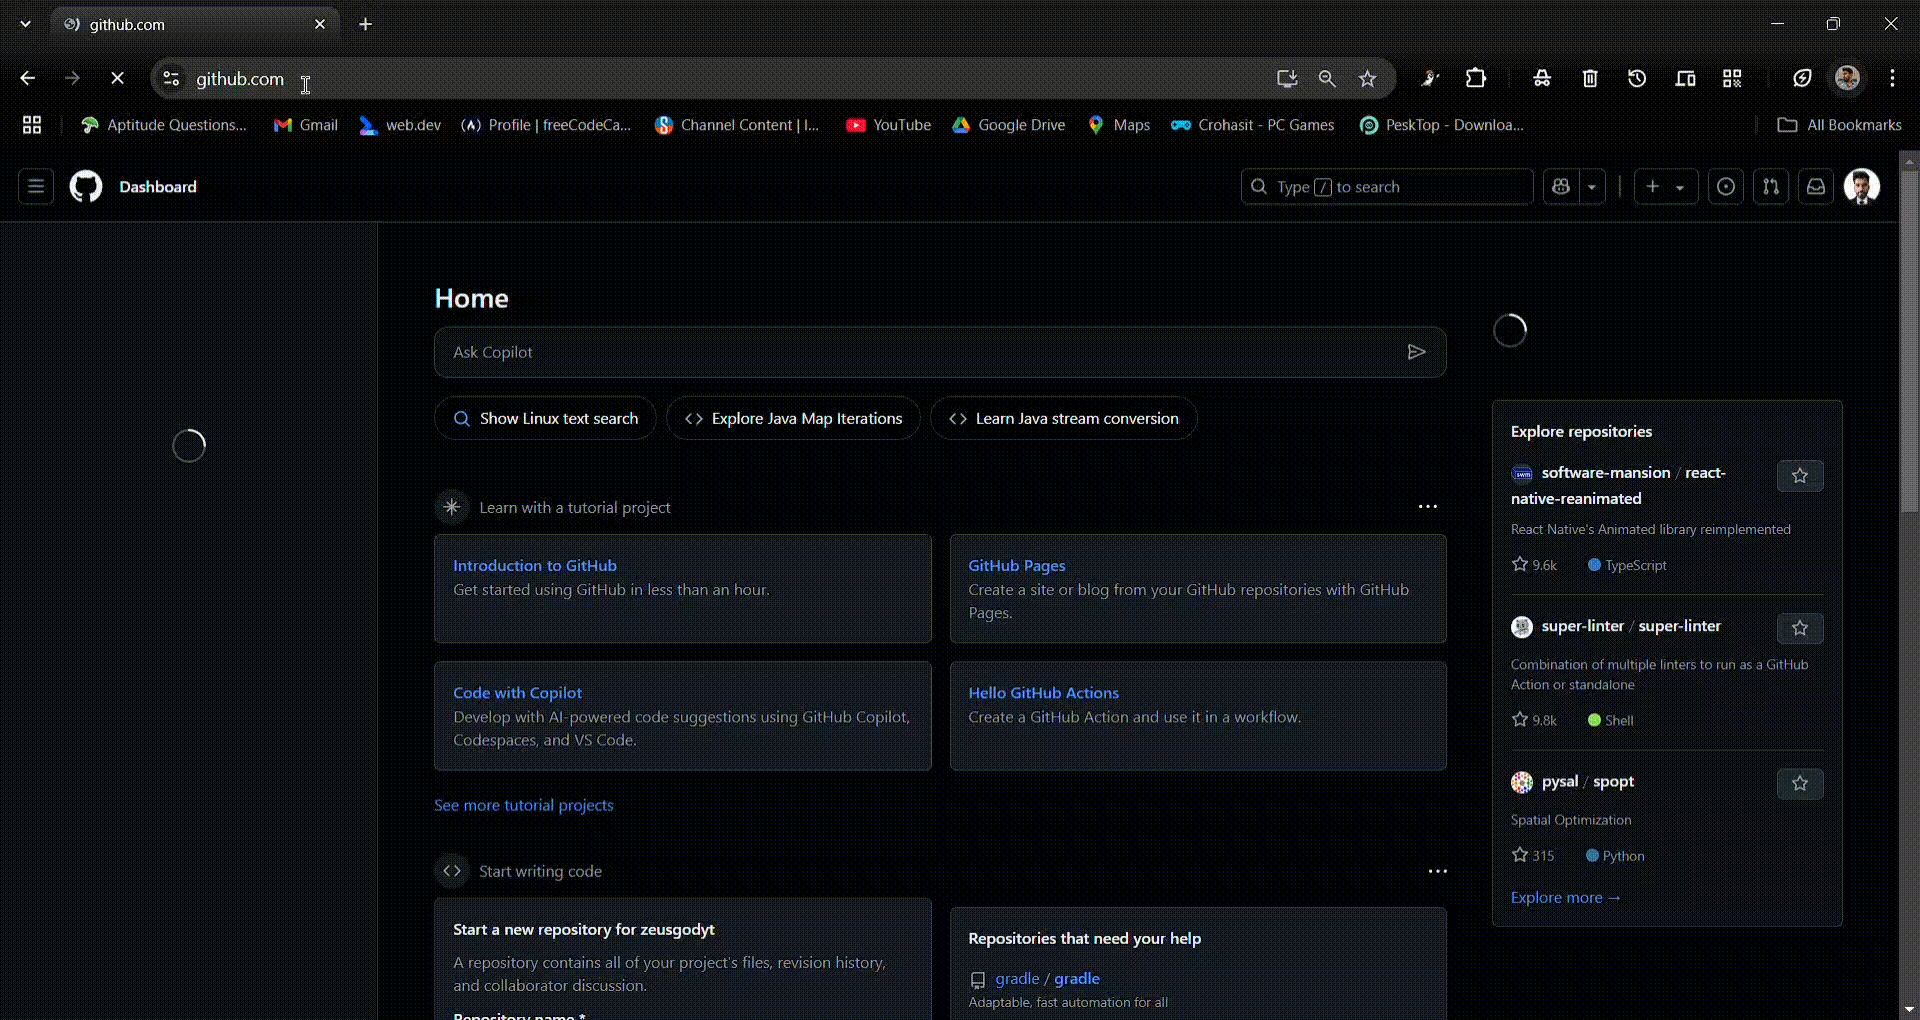 github.com
github.com
Aptitude Questions...
Gmail
web.dev
Profile | freeCodeCa...
Channel Content | I...
YouTube
Google Drive
Maps
Crohasit - PC Games
PeskTop - Downloa...
All Bookmarks
Dashboard
Type / to search
Home
Ask Copilot
Show Linux text search
Explore Java Map Iterations
Learn Java stream conversion
Learn with a tutorial project
Introduction to GitHub
Get started using GitHub in less than an hour.
GitHub Pages
Create a site or blog from your GitHub repositories with GitHub
Pages.
Code with Copilot
Develop with AI-powered code suggestions using GitHub Copilot,
Codespaces, and VS Code.
Hello GitHub Actions
Create a GitHub Action and use it in a workflow.
See more tutorial projects
Start writing code
Start a new repository for zeusgodyt
A repository contains all of your project's files, revision history,
and collaborator discussion.
Repository name *
Repositories that need your help
gradle / gradle
Adaptable, fast automation for all
Explore repositories
swm
software-mansion / react-
native-reanimated
React Native's Animated library reimplemented
9.6k
TypeScript
super-linter / super-linter
Combination of multiple linters to run as a GitHub
Action or standalone
9.8k
Shell
pysal / spopt
Spatial Optimization
315
Python
Explore more →